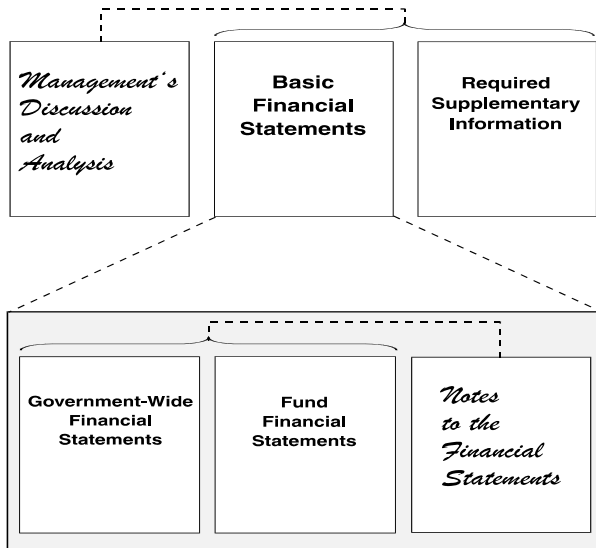 Management's
Discussion
and
Analysis
Basic
Financial
Statements
Required
Supplementary
Information
Government-Wide
Financial
Statements
Fund
Financial
Statements
Notes
to the
Financial
Statements